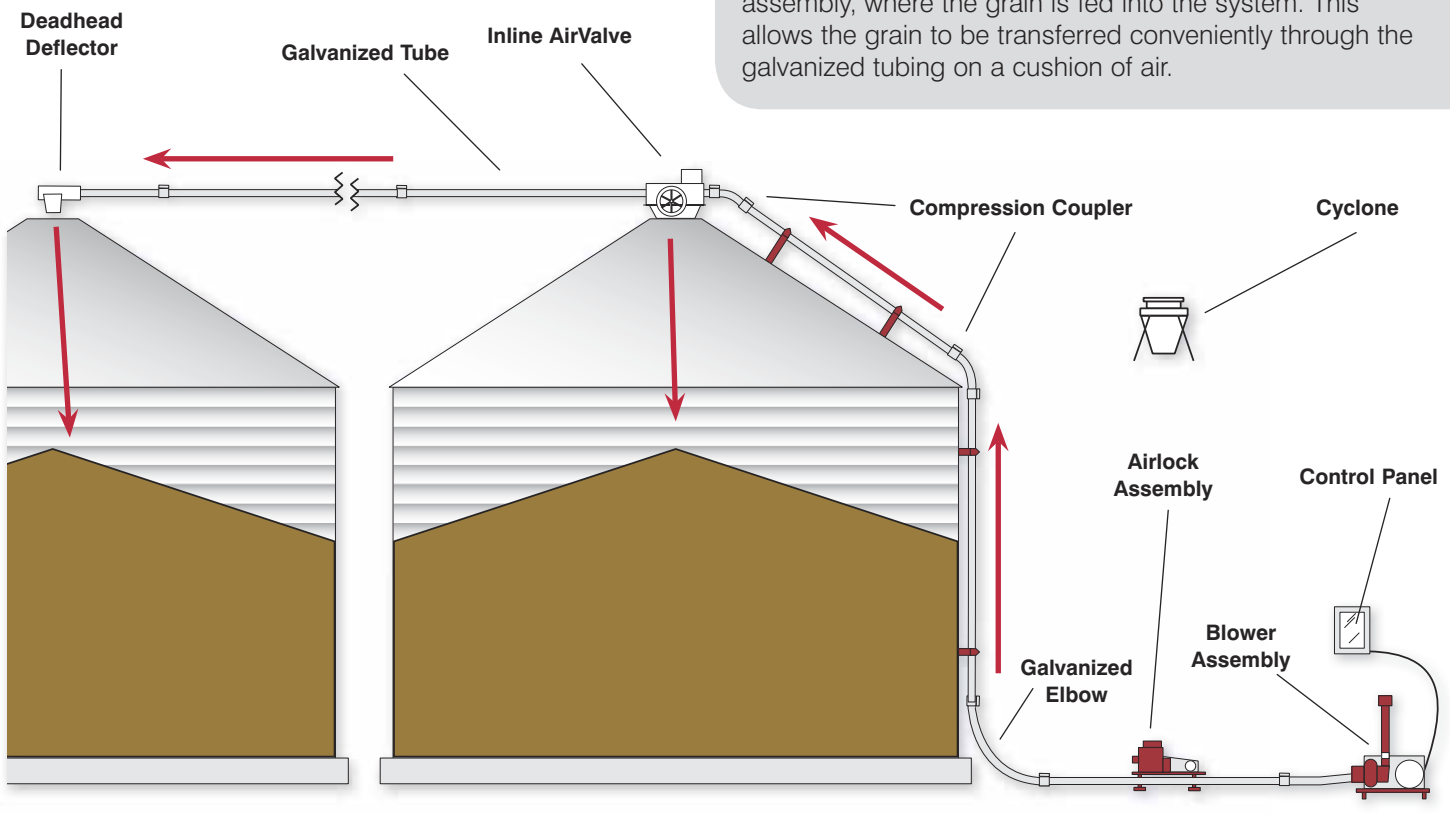 assembly, where the grain is fed into the system. This
allows the grain to be transferred conveniently through the
galvanized tubing on a cushion of air.
Deadhead
Deflector
Galvanized Tube
Inline AirValve
Compression Coupler
Cyclone
Airlock
Assembly
Control Panel
Blower
Assembly
Galvanized
Elbow